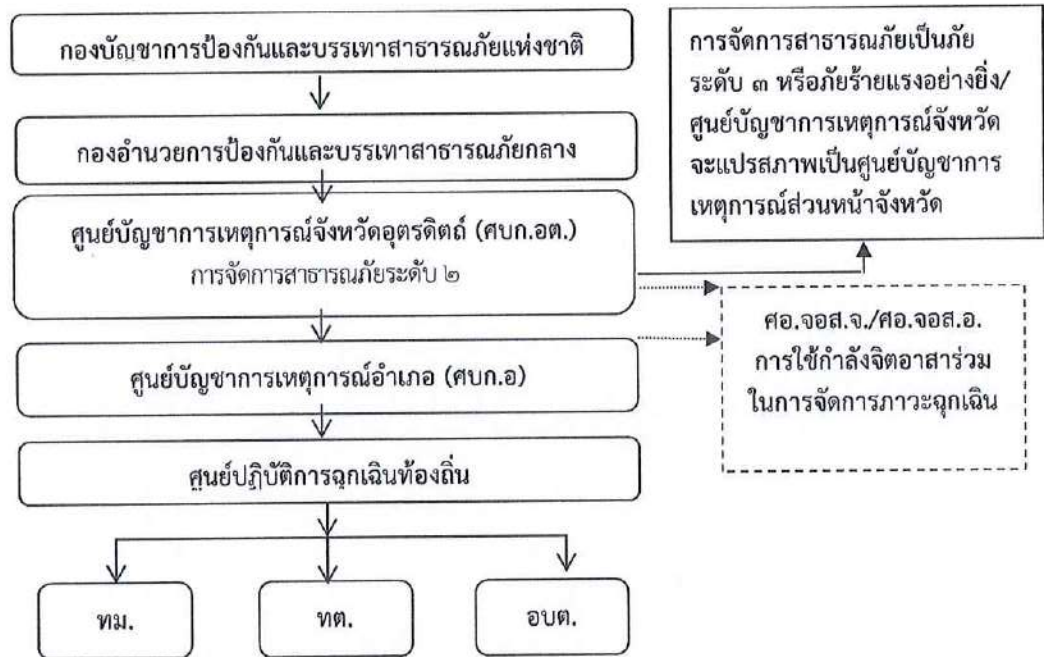 กองบัญชาการป้องกันและบรรเทาสาธารณภัยแห่งชาติ
กองอำนวยการป้องกันและบรรเทาสาธารณภัยกลาง
ศูนย์บัญชาการเหตุการณ์จังหวัดอุตรดิตถ์ (ศบก.อต.)
การจัดการสาธารณภัยระดับ ๒
ศูนย์บัญชาการเหตุการณ์อำเภอ (ศบก.อ)
ศูนย์ปฏิบัติการฉุกเฉินท้องถิ่น
ทม.
ทต.
อบต.
การจัดการสาธารณภัยเป็นภัย
ระดับ ๓ หรือภัยร้ายแรงอย่างยิ่ง/
ศูนย์บัญชาการเหตุการณ์จังหวัด
จะแปรสภาพเป็นศูนย์บัญชาการ
เหตุการณ์ส่วนหน้าจังหวัด
ศอ.จอส.จ./ศอ.จอส.อ.
การใช้กำลังจิตอาสาร่วม
ในการจัดการภาวะฉุกเฉิน